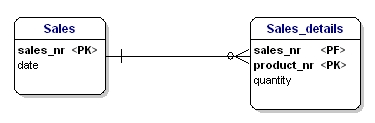 Sales
sales_nr <PK>
date
Sales_details
sales_nr <PF>
product_nr <PK>
quantity